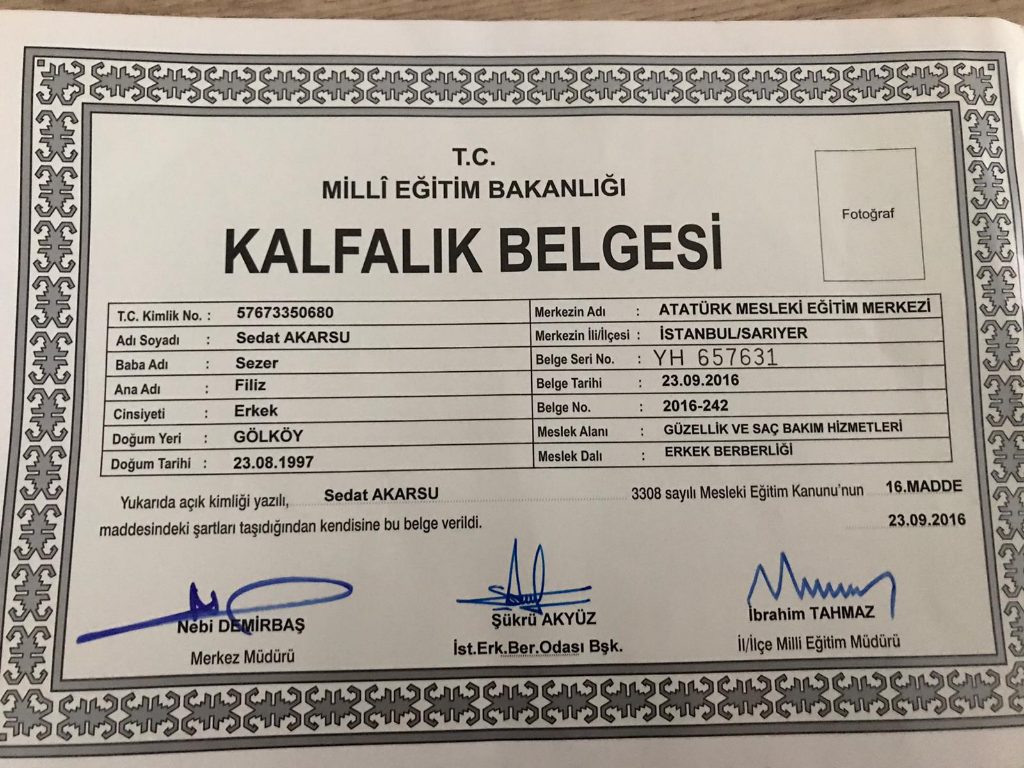 T.C.
MİLLÎ EĞİTİM BAKANLIĞI
KALFALIK BELGESİ
Fotoğraf
T.C. Kimlik No. : 57673350680
Adı Soyadı : Sedat AKARSU
Baba Adı : Sezer
Ana Adı : Filiz
Cinsiyeti : Erkek
Doğum Yeri : GÖLKÖY
Doğum Tarihi : 23.08.1997
Merkezin Adı : ATATÜRK MESLEKİ EĞİTİM MERKEZİ
Merkezin İli/ilçesi : İSTANBUL/SARIYER
Belge Seri No. : YH 657631
Belge Tarihi : 23.09.2016
Belge No. : 2016-242
Meslek Alanı : GÜZELLİK VE SAÇ BAKIM HİZMETLERİ
Meslek Dalı : ERKEK BERBERLİĞİ
Yukarıda açık kimliği yazılı, Sedat AKARSU 3308 sayılı Mesleki Eğitim Kanunu'nun 16.MADDE
maddesindeki şartları taşıdığından kendisine bu belge verildi.
23.09.2016
Nebi DEMİRBAŞ
Merkez Müdürü
Şükrü AKYÜZ
İst.Erk.Ber.Odası Bşk.
İbrahim TAHMAZ
İl/İlçe Milli Eğitim Müdürü